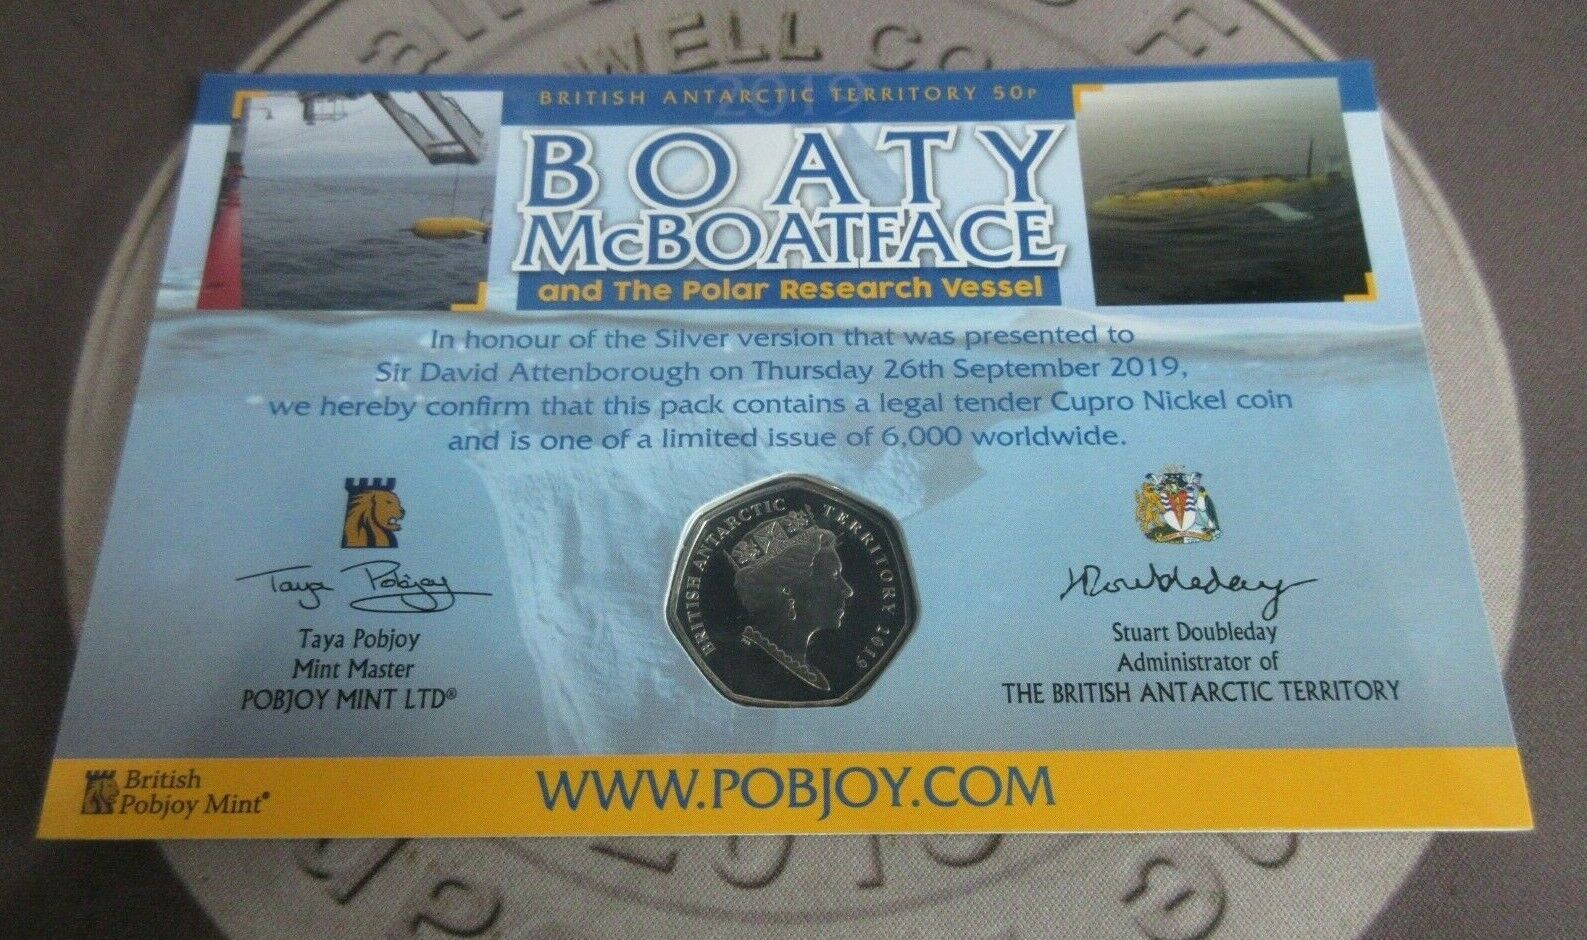 WELL CO
2019
BRITISH ANTARCTIC TERRITORY 50P
BOATY
McBOATFACE
and The Polar Research Vessel
In honour of the Silver version that was presented to
Sir David Attenborough on Thursday 26th September 2019,
we hereby confirm that this pack contains a legal tender Cupro Nickel coin
and is one of a limited issue of 6,000 worldwide.
BRITISH ANTARCTIC TERRITORY 2019
Taya Pobjoy
Taya Pobjoy
Mint Master
POBJOY MINT LTD®
Stuart Doubleday
Administrator of
THE BRITISH ANTARCTIC TERRITORY
British
Pobjoy Mint
WWW.POBJOY.COM